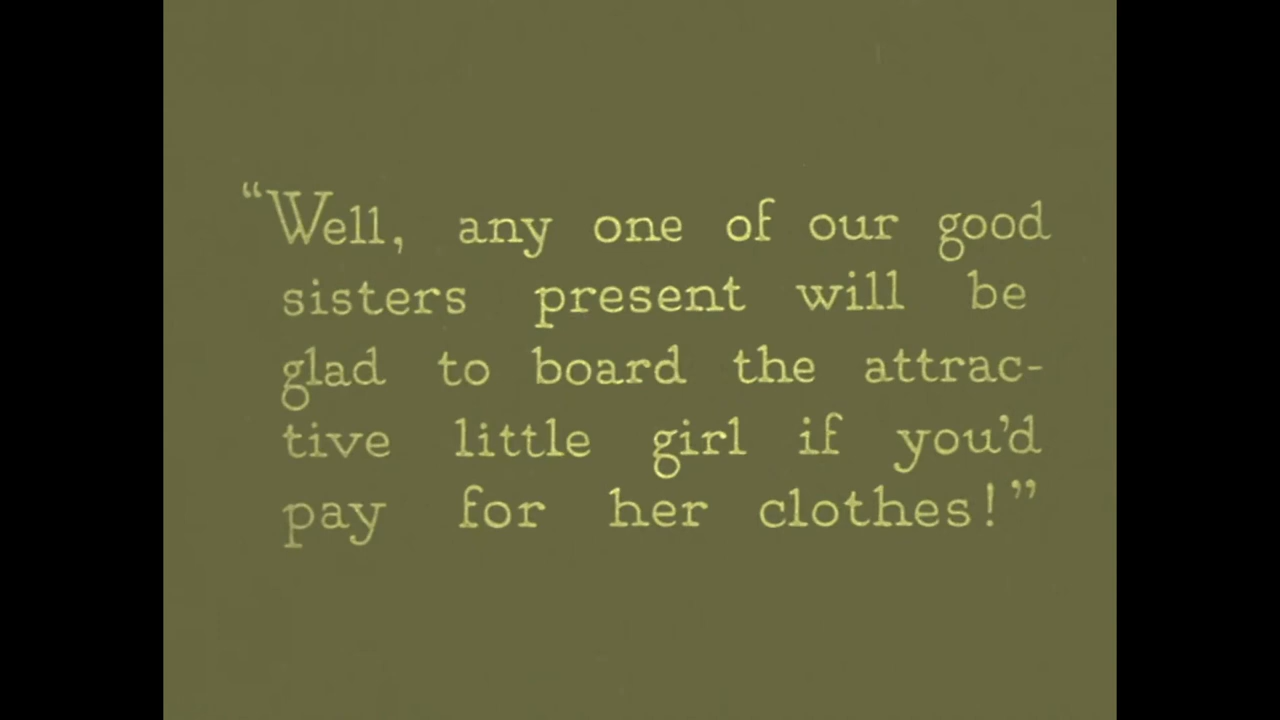 “Well, any one of our good
sisters present will be
glad to board the attrac-
tive little girl if you’d
pay for her clothes!”